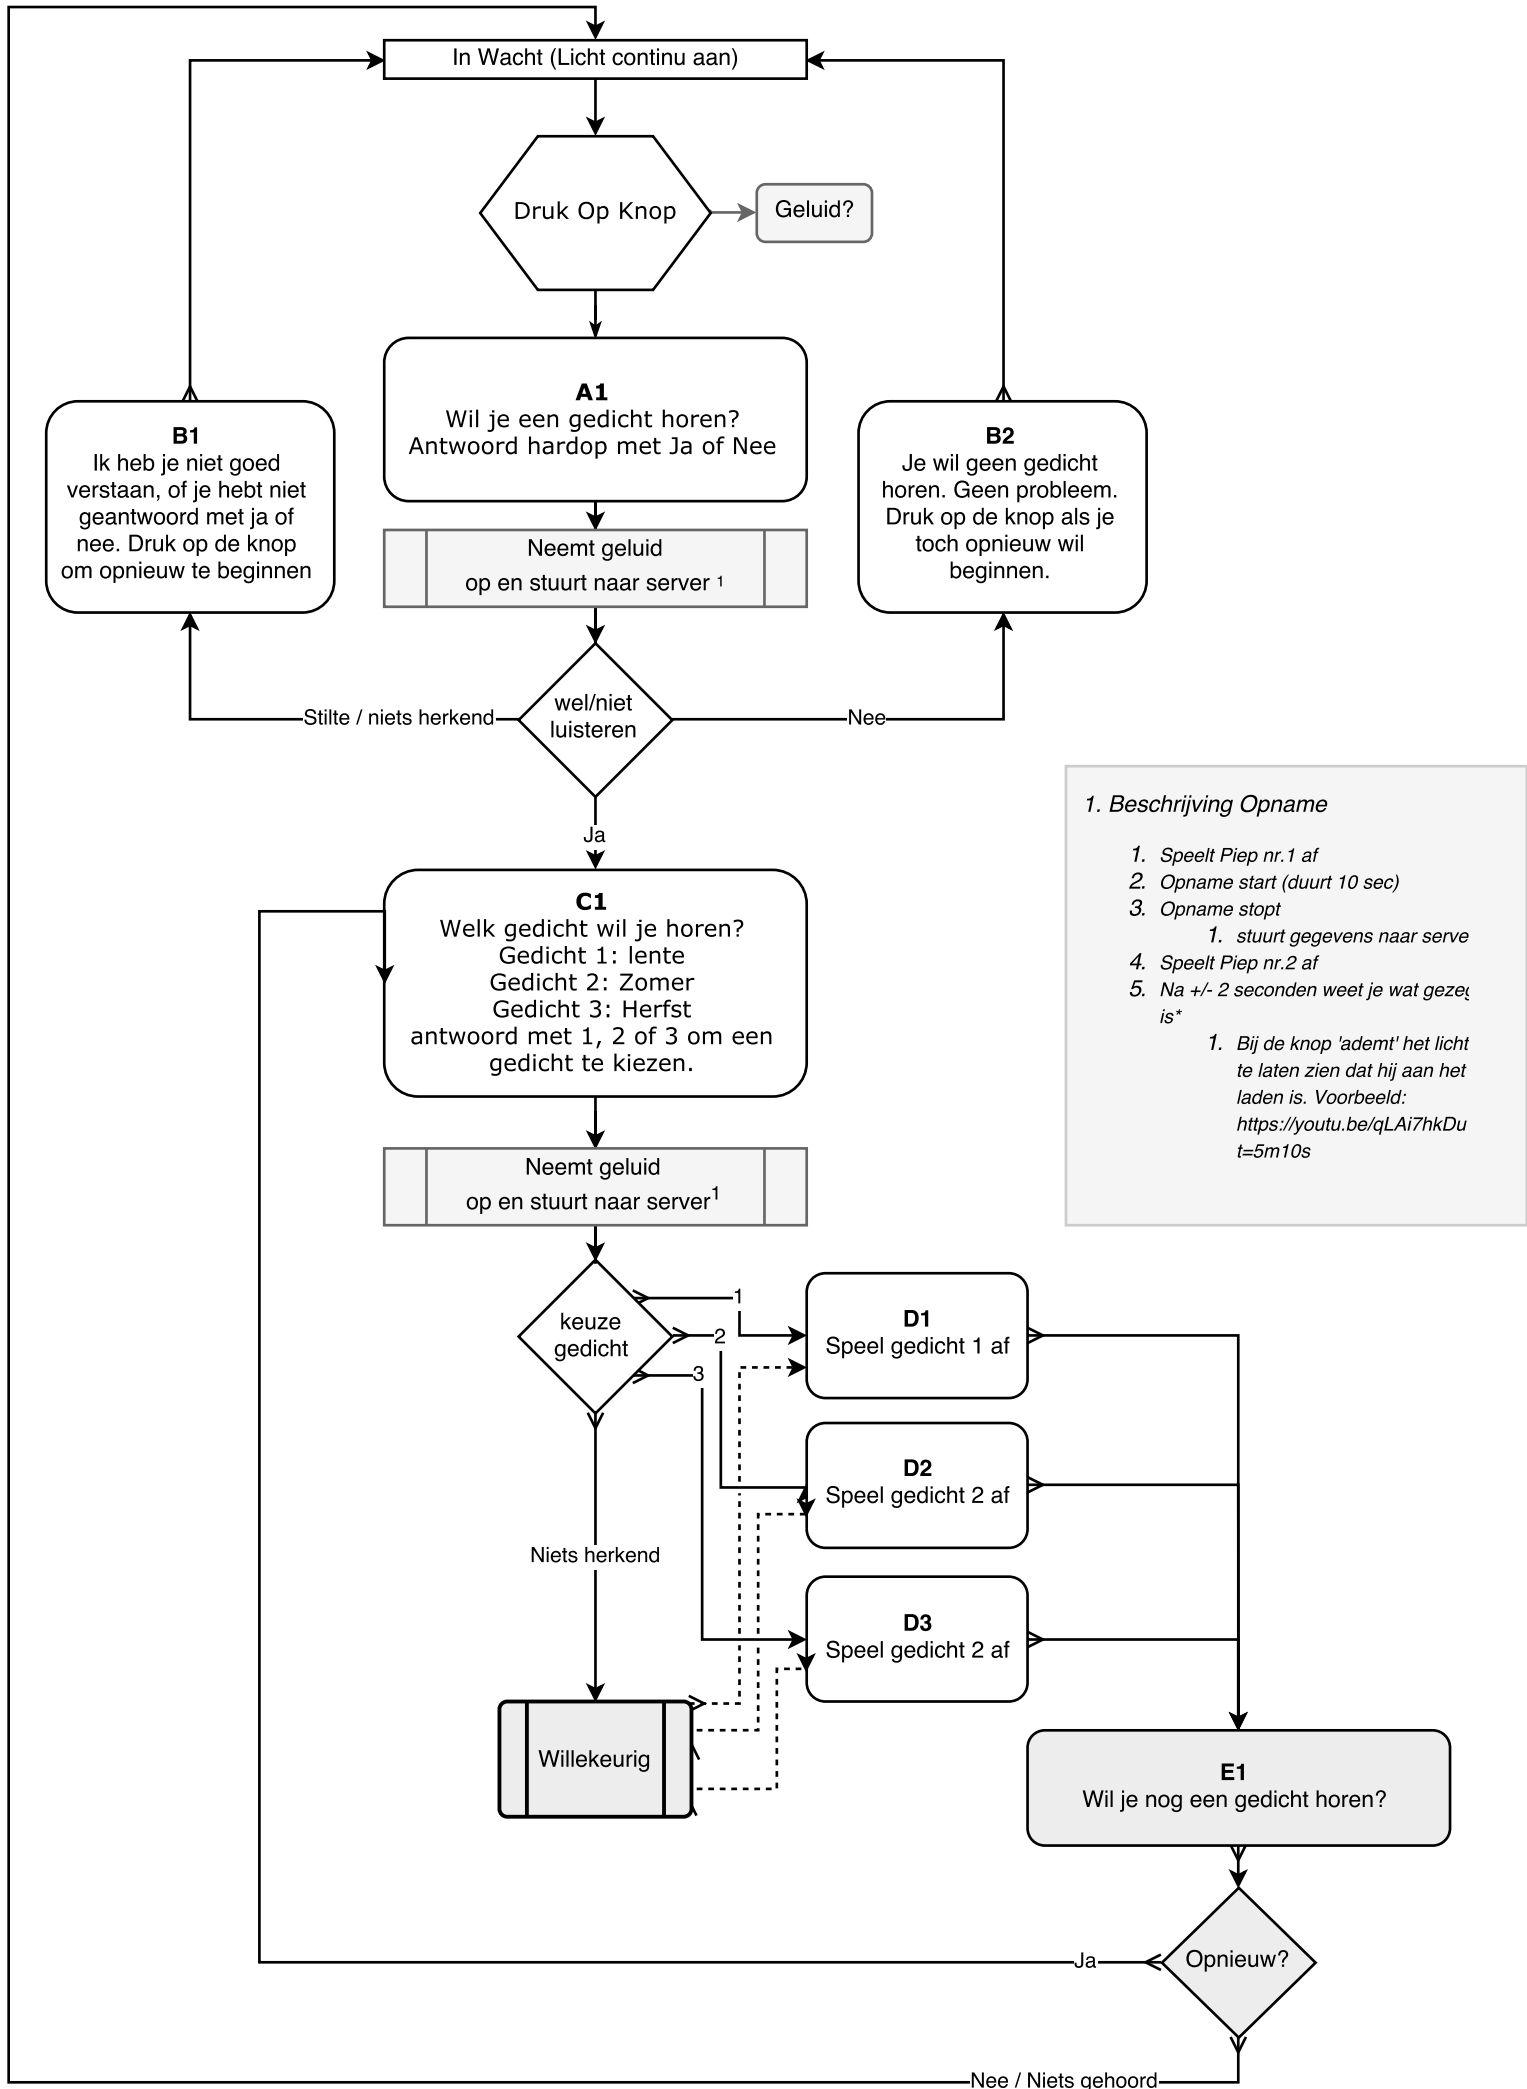 In Wacht (Licht continu aan)
Druk Op Knop
Geluid?
A1
Wil je een gedicht horen?
Antwoord hardop met Ja of Nee
B1
Ik heb je niet goed
verstaan, of je hebt niet
geantwoord met ja of
nee. Druk op de knop
om opnieuw te beginnen
B2
Je wil geen gedicht
horen. Geen probleem.
Druk op de knop als je
toch opnieuw wil
beginnen.
Neemt geluid
op en stuurt naar server 1
wel/niet
luisteren
Stilte / niets herkend
Nee
Ja
1. Beschrijving Opname
1. Speelt Piep nr.1 af
2. Opname start (duurt 10 sec)
3. Opname stopt
1. stuurt gegevens naar serve
4. Speelt Piep nr.2 af
5. Na +/- 2 seconden weet je wat gezeg
is*
1. Bij de knop 'ademt' het licht
te laten zien dat hij aan het
laden is. Voorbeeld:
https://youtu.be/qLAi7hkDu
t=5m10s
C1
Welk gedicht wil je horen?
Gedicht 1: lente
Gedicht 2: Zomer
Gedicht 3: Herfst
antwoord met 1, 2 of 3 om een
gedicht te kiezen.
Neemt geluid
op en stuurt naar server1
keuze
gedicht
1
2
3
D1
Speel gedicht 1 af
D2
Speel gedicht 2 af
Niets herkend
D3
Speel gedicht 2 af
Willekeurig
E1
Wil je nog een gedicht horen?
Opnieuw?
Ja
Nee / Niets gehoord